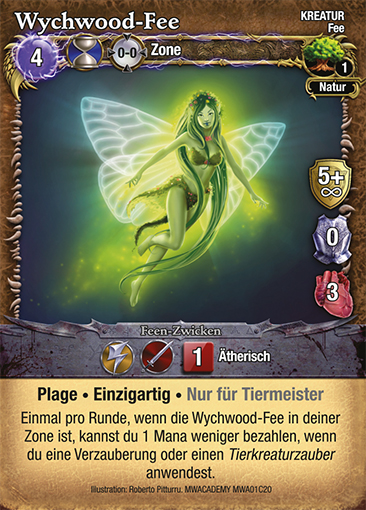 Wychwood-Fee
KREATUR
Fee
4
0-0
Zone
1
Natur
5+
∞
0
3
Feen-Zwicken
1
Ätherisch
Plage • Einzigartig • Nur für Tiermeister
Einmal pro Runde, wenn die Wychwood-Fee in deiner
Zone ist, kannst du 1 Mana weniger bezahlen, wenn
du eine Verzauberung oder einen Tierkreaturzauber
anwendest.
Illustration: Roberto Pitturru. MWACADEMY MWA01C20